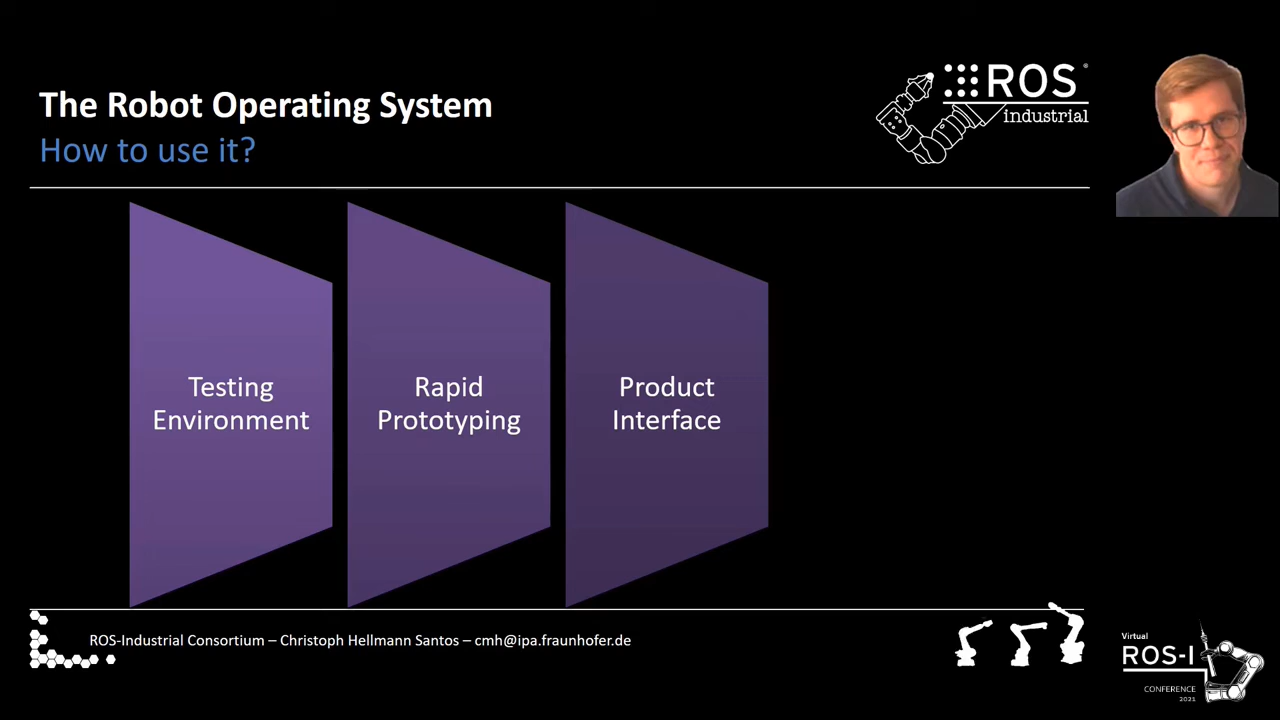 The Robot Operating System
How to use it?
ROS
industrial
Testing
Environment
Rapid
Prototyping
Product
Interface
ROS-Industrial Consortium – Christoph Hellmann Santos – cmh@ipa.fraunhofer.de
Virtual
ROS-I
CONFERENCE
2021